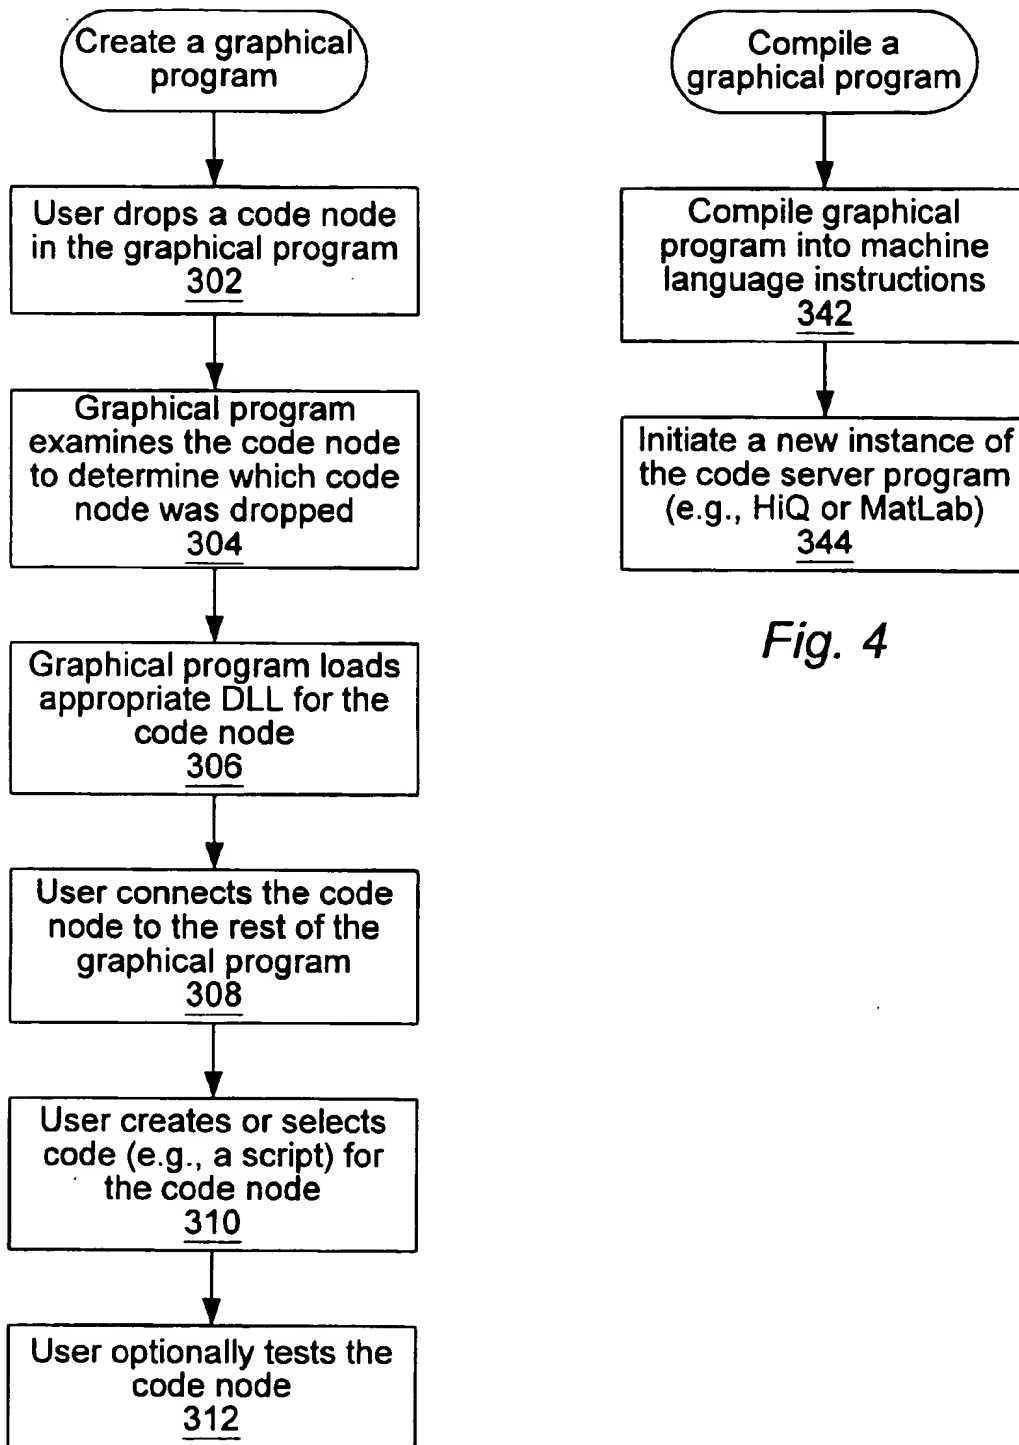 Create a graphical
program
User drops a code node
in the graphical program
302
Graphical program
examines the code node
to determine which code
node was dropped
304
Graphical program loads
appropriate DLL for the
code node
306
User connects the code
node to the rest of the
graphical program
308
User creates or selects
code (e.g., a script) for
the code node
310
User optionally tests the
code node
312
Compile a
graphical program
Compile graphical
program into machine
language instructions
342
Initiate a new instance of
the code server program
(e.g., HiQ or MatLab)
344
Fig. 4